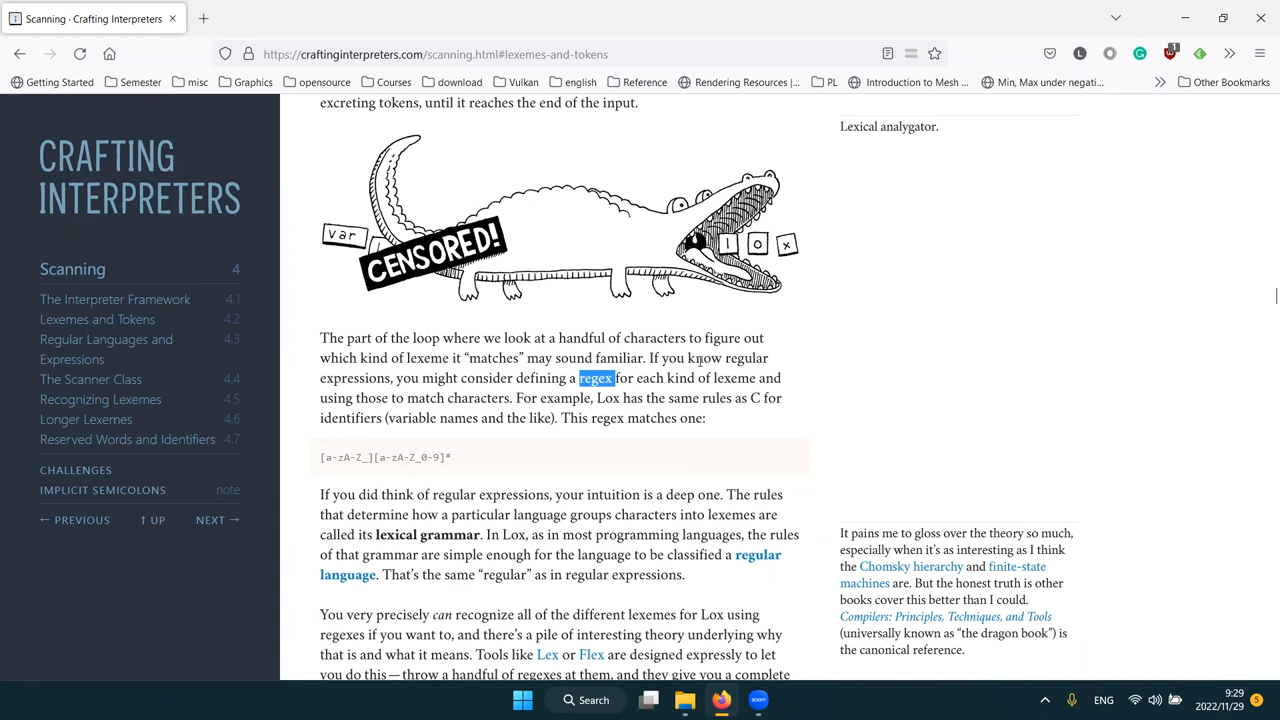 Scanning · Crafting Interpreters
https://craftinginterpreters.com/scanning.html#lexemes-and-tokens
L
1
Getting Started
Semester
misc
Graphics
opensource
Courses
download
Vulkan
english
Reference
Rendering Resources |...
PL
Introduction to Mesh ...
Min, Max under negati...
Other Bookmarks
excreting tokens, until it reaches the end of the input.
Lexical analygator.
CRAFTING
INTERPRETERS
var
CENSORED!
l o x
Scanning 4
The Interpreter Framework 4.1
Lexemes and Tokens 4.2
Regular Languages and 4.3
Expressions
The Scanner Class 4.4
Recognizing Lexemes 4.5
Longer Lexemes 4.6
Reserved Words and Identifiers 4.7
CHALLENGES
IMPLICIT SEMICOLONS note
← PREVIOUS ↑ UP NEXT →
The part of the loop where we look at a handful of characters to figure out
which kind of lexeme it “matches” may sound familiar. If you know regular
expressions, you might consider defining a regex for each kind of lexeme and
using those to match characters. For example, Lox has the same rules as C for
identifiers (variable names and the like). This regex matches one:
[a-zA-Z_][a-zA-Z_0-9]*
If you did think of regular expressions, your intuition is a deep one. The rules
that determine how a particular language groups characters into lexemes are
called its lexical grammar. In Lox, as in most programming languages, the rules
of that grammar are simple enough for the language to be classified a regular
language. That’s the same “regular” as in regular expressions.
You very precisely can recognize all of the different lexemes for Lox using
regexes if you want to, and there’s a pile of interesting theory underlying why
that is and what it means. Tools like Lex or Flex are designed expressly to let
you do this—throw a handful of regexes at them, and they give you a complete
It pains me to gloss over the theory so much,
especially when it’s as interesting as I think
the Chomsky hierarchy and finite-state
machines are. But the honest truth is other
books cover this better than I could.
Compilers: Principles, Techniques, and Tools
(universally known as “the dragon book”) is
the canonical reference.
Search
zoom
ENG
9:29
2022/11/29
5